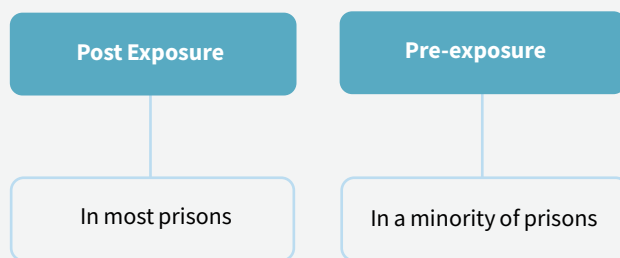 Post Exposure
Pre-exposure
In most prisons
In a minority of prisons